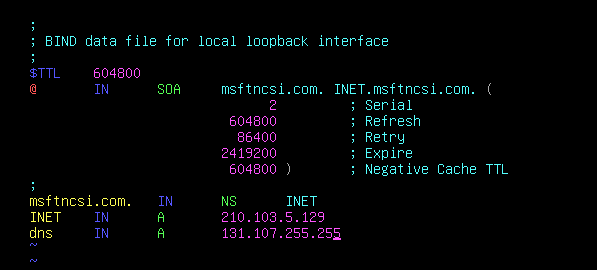 ;
; BIND data file for local loopback interface
;
$TTL 604800
@ IN SOA msftncsi.com. INET.msftncsi.com. (
2 ; Serial
604800 ; Refresh
86400 ; Retry
2419200 ; Expire
604800 ) ; Negative Cache TTL
;
msftncsi.com. IN NS INET
INET IN A 210.103.5.129
dns IN A 131.107.255.255
~
~